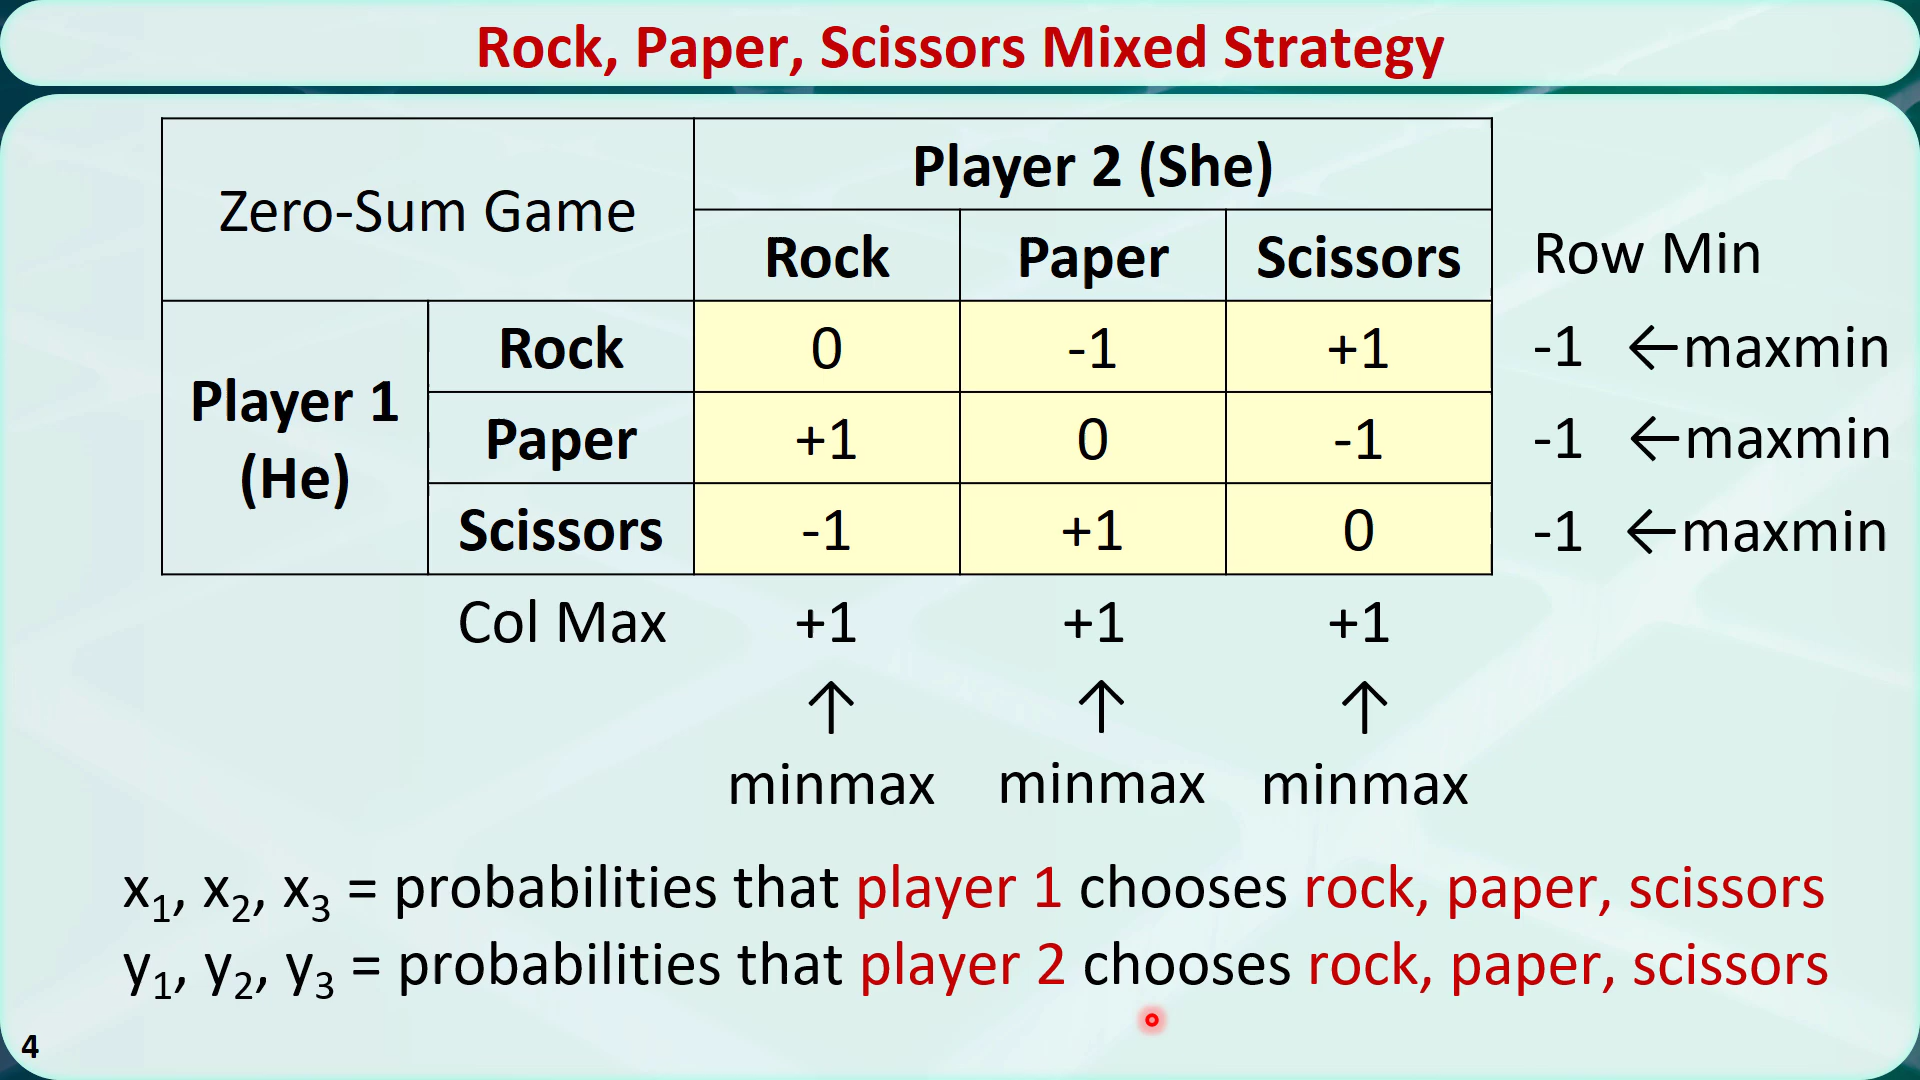 Rock, Paper, Scissors Mixed Strategy
Zero-Sum Game
Player 2 (She)
Rock Paper Scissors Row Min
Player 1
(He)
Rock 0 -1 +1 -1 ←maxmin
Paper +1 0 -1 -1 ←maxmin
Scissors -1 +1 0 -1 ←maxmin
Col Max +1 +1 +1
↑ ↑ ↑
minmax minmax minmax
x₁, x₂, x₃ = probabilities that player 1 chooses rock, paper, scissors
y₁, y₂, y₃ = probabilities that player 2 chooses rock, paper, scissors
4